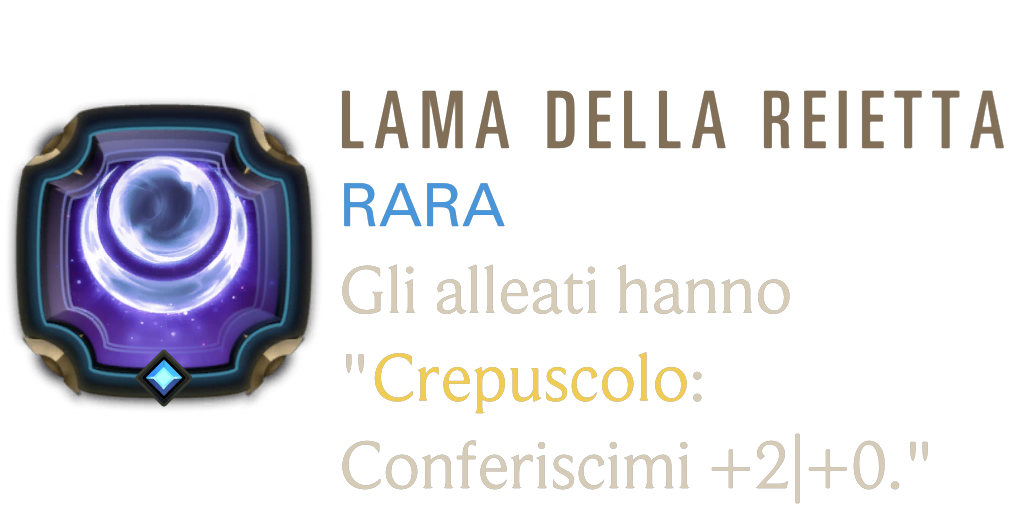 LAMA DELLA REIETTA
RARA
Gli alleati hanno
"Crepuscolo:
Conferiscimi +2|+0."